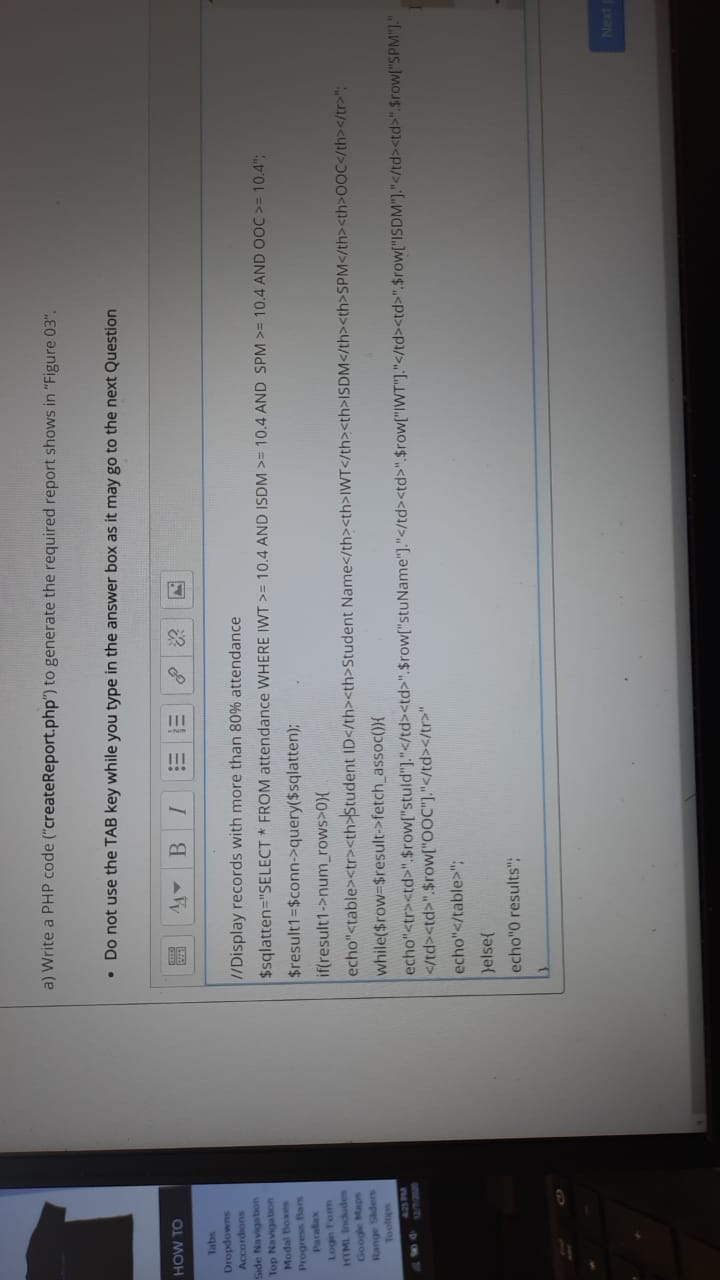 a) Write a PHP code ("createReport.php") to generate the required report shows in "Figure 03".
• Do not use the TAB key while you type in the answer box as it may go to the next Question
B I
//Display records with more than 80% attendance
$sqlatten="SELECT * FROM attendance WHERE IWT >= 10.4 AND ISDM >= 10.4 AND  SPM >= 10.4 AND OOC >= 10.4";
$result1=$conn->query($sqlatten);
if(result1->num_rows>0){
echo"<table><tr><th>Student ID</th><th>Student Name</th><th>IWT</th><th>ISDM</th><th>SPM</th><th>OOC</th></tr>";
while($row=$result->fetch_assoc()){
echo"<tr><td>".$row["stuId"]."</td><td>".$row["stuName"]."</td><td>".$row["IWT"]."</td><td>".$row["ISDM"]."</td><td>".$row["SPM"]."
</td><td>".$row["OOC"]."</td></tr>"
echo"</table>";
}else{
echo"0 results";
}
Next
HOW TO
Tabs
Dropdowns
Accordions
Side Navigation
Top Navigation
Modal Boxes
Progress Bars
Parallax
Login Form
HTML Includes
Google Maps
Range Sliders
Tooltips
4:25 PM